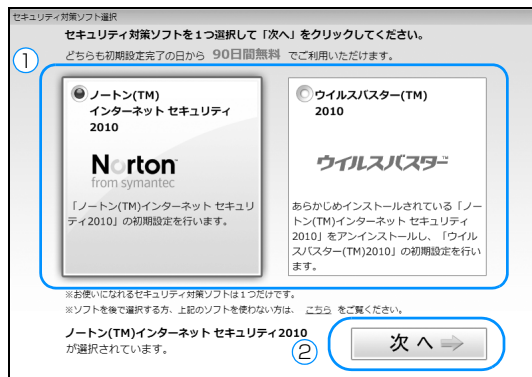 セキュリティ対策ソフト選択
セキュリティ対策ソフトを1つ選択して「次へ」をクリックしてください。
どちらも初期設定完了の日から 90日間無料 でご利用いただけます。
①
ノートン(TM)
インターネット セキュリティ
2010
Norton
from symantec
「ノートン(TM)インターネット セキュリ
ティ2010」の初期設定を行います。
ウイルスバスター(TM)
2010
ウイルスバスター™
あらかじめインストールされている「ノー
トン(TM)インターネット セキュリティ
2010」をアンインストールし、「ウイル
スバスター(TM)2010」の初期設定を行い
ます。
※お使いになれるセキュリティ対策ソフトは1つだけです。
※ソフトを後で選択する方、上記のソフトを使わない方は、 こちら をご覧ください。
ノートン(TM)インターネット セキュリティ2010
が選択されています。
②
次へ